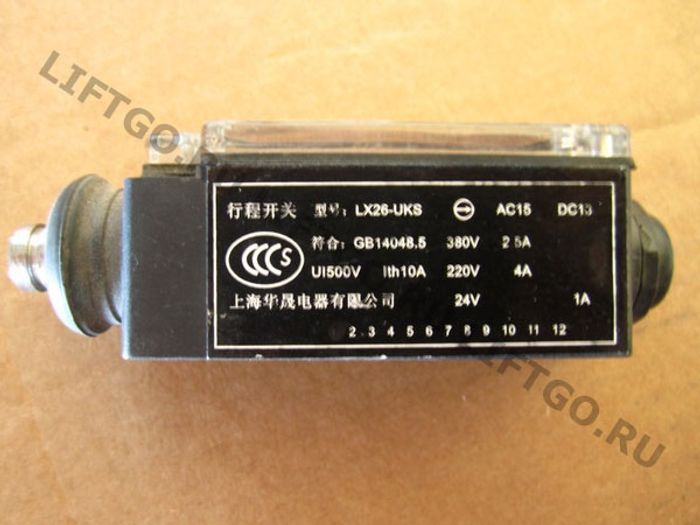 LIFTGO.RU
行程开关 型号: LX26-UKS AC15 DC13
符合: GB14048.5 380V 2.5A
CCC S
UI500V Ith10A 220V 4A
上海华晟电器有限公司 24V 1A
2 3 4 5 6 7 8 9 10 11 12
LIFTGO.RU